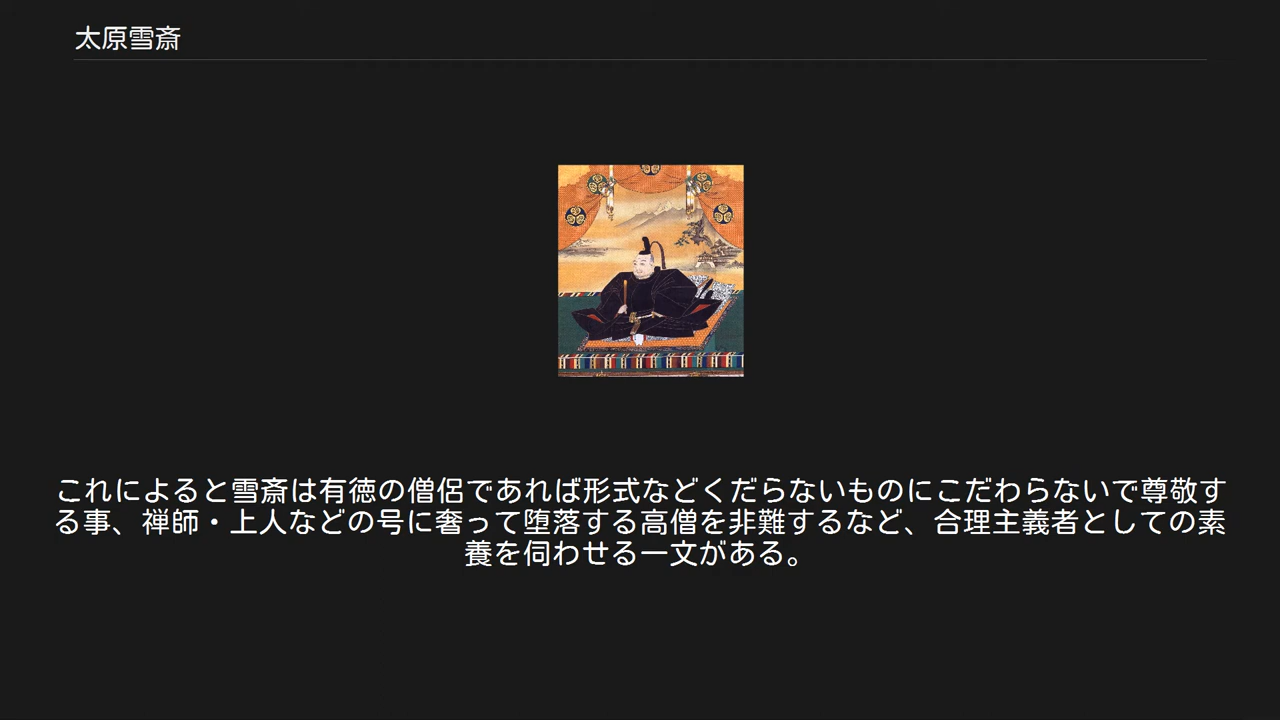 太原雪斎
これによると雪斎は有徳の僧侶であれば形式などくだらないものにこだわらないで尊敬す
る事、禅師・上人などの号に奢って堕落する高僧を非難するなど、合理主義者としての素
養を伺わせる一文がある。